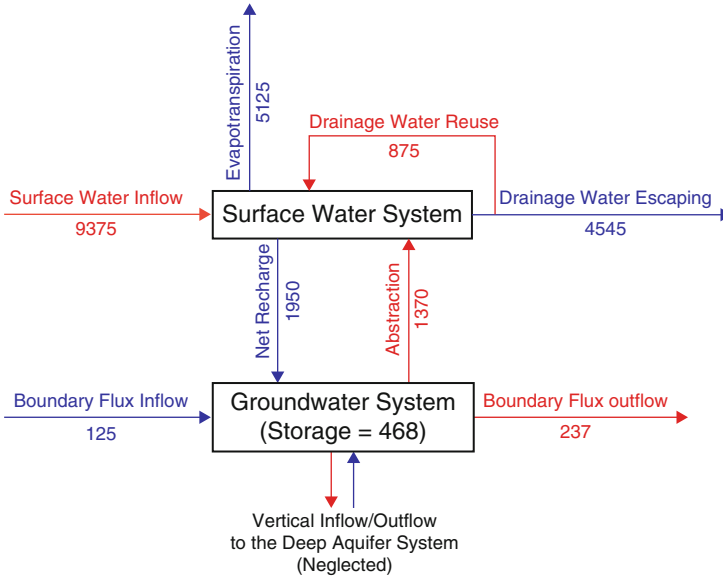 Evapotranspiration
5125
Drainage Water Reuse
875
Surface Water Inflow
9375
Surface Water System
Drainage Water Escaping
4545
Net Recharge
1950
Abstraction
1370
Boundary Flux Inflow
125
Groundwater System
(Storage = 468)
Boundary Flux outflow
237
Vertical Inflow/Outflow
to the Deep Aquifer System
(Neglected)